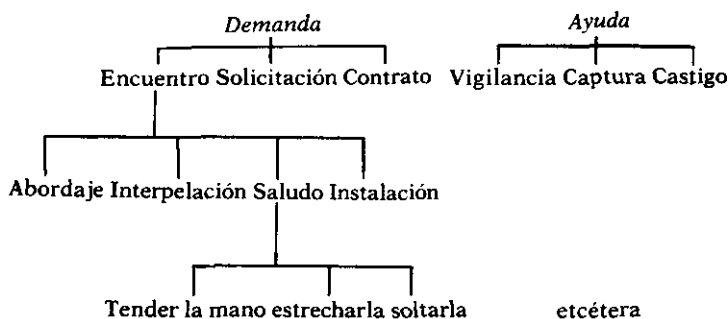 Demanda Ayuda
Encuentro Solicitación Contrato Vigilancia Captura Castigo
Abordaje Interpelación Saludo Instalación
Tender la mano estrecharla soltarla etcétera